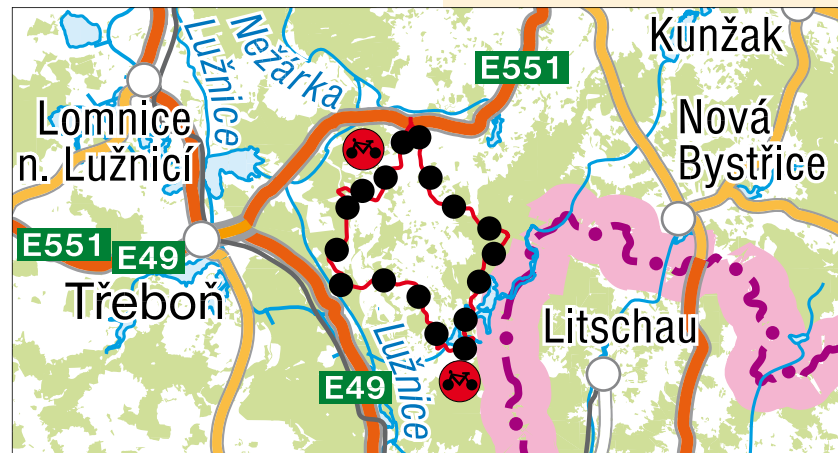 Kunžak
E551
Nežárka
Lužnice
Lomnice
n. Lužnicí
Nová
Bystřice
E551
E49
Třeboň
Litschau
Lužnice
E49